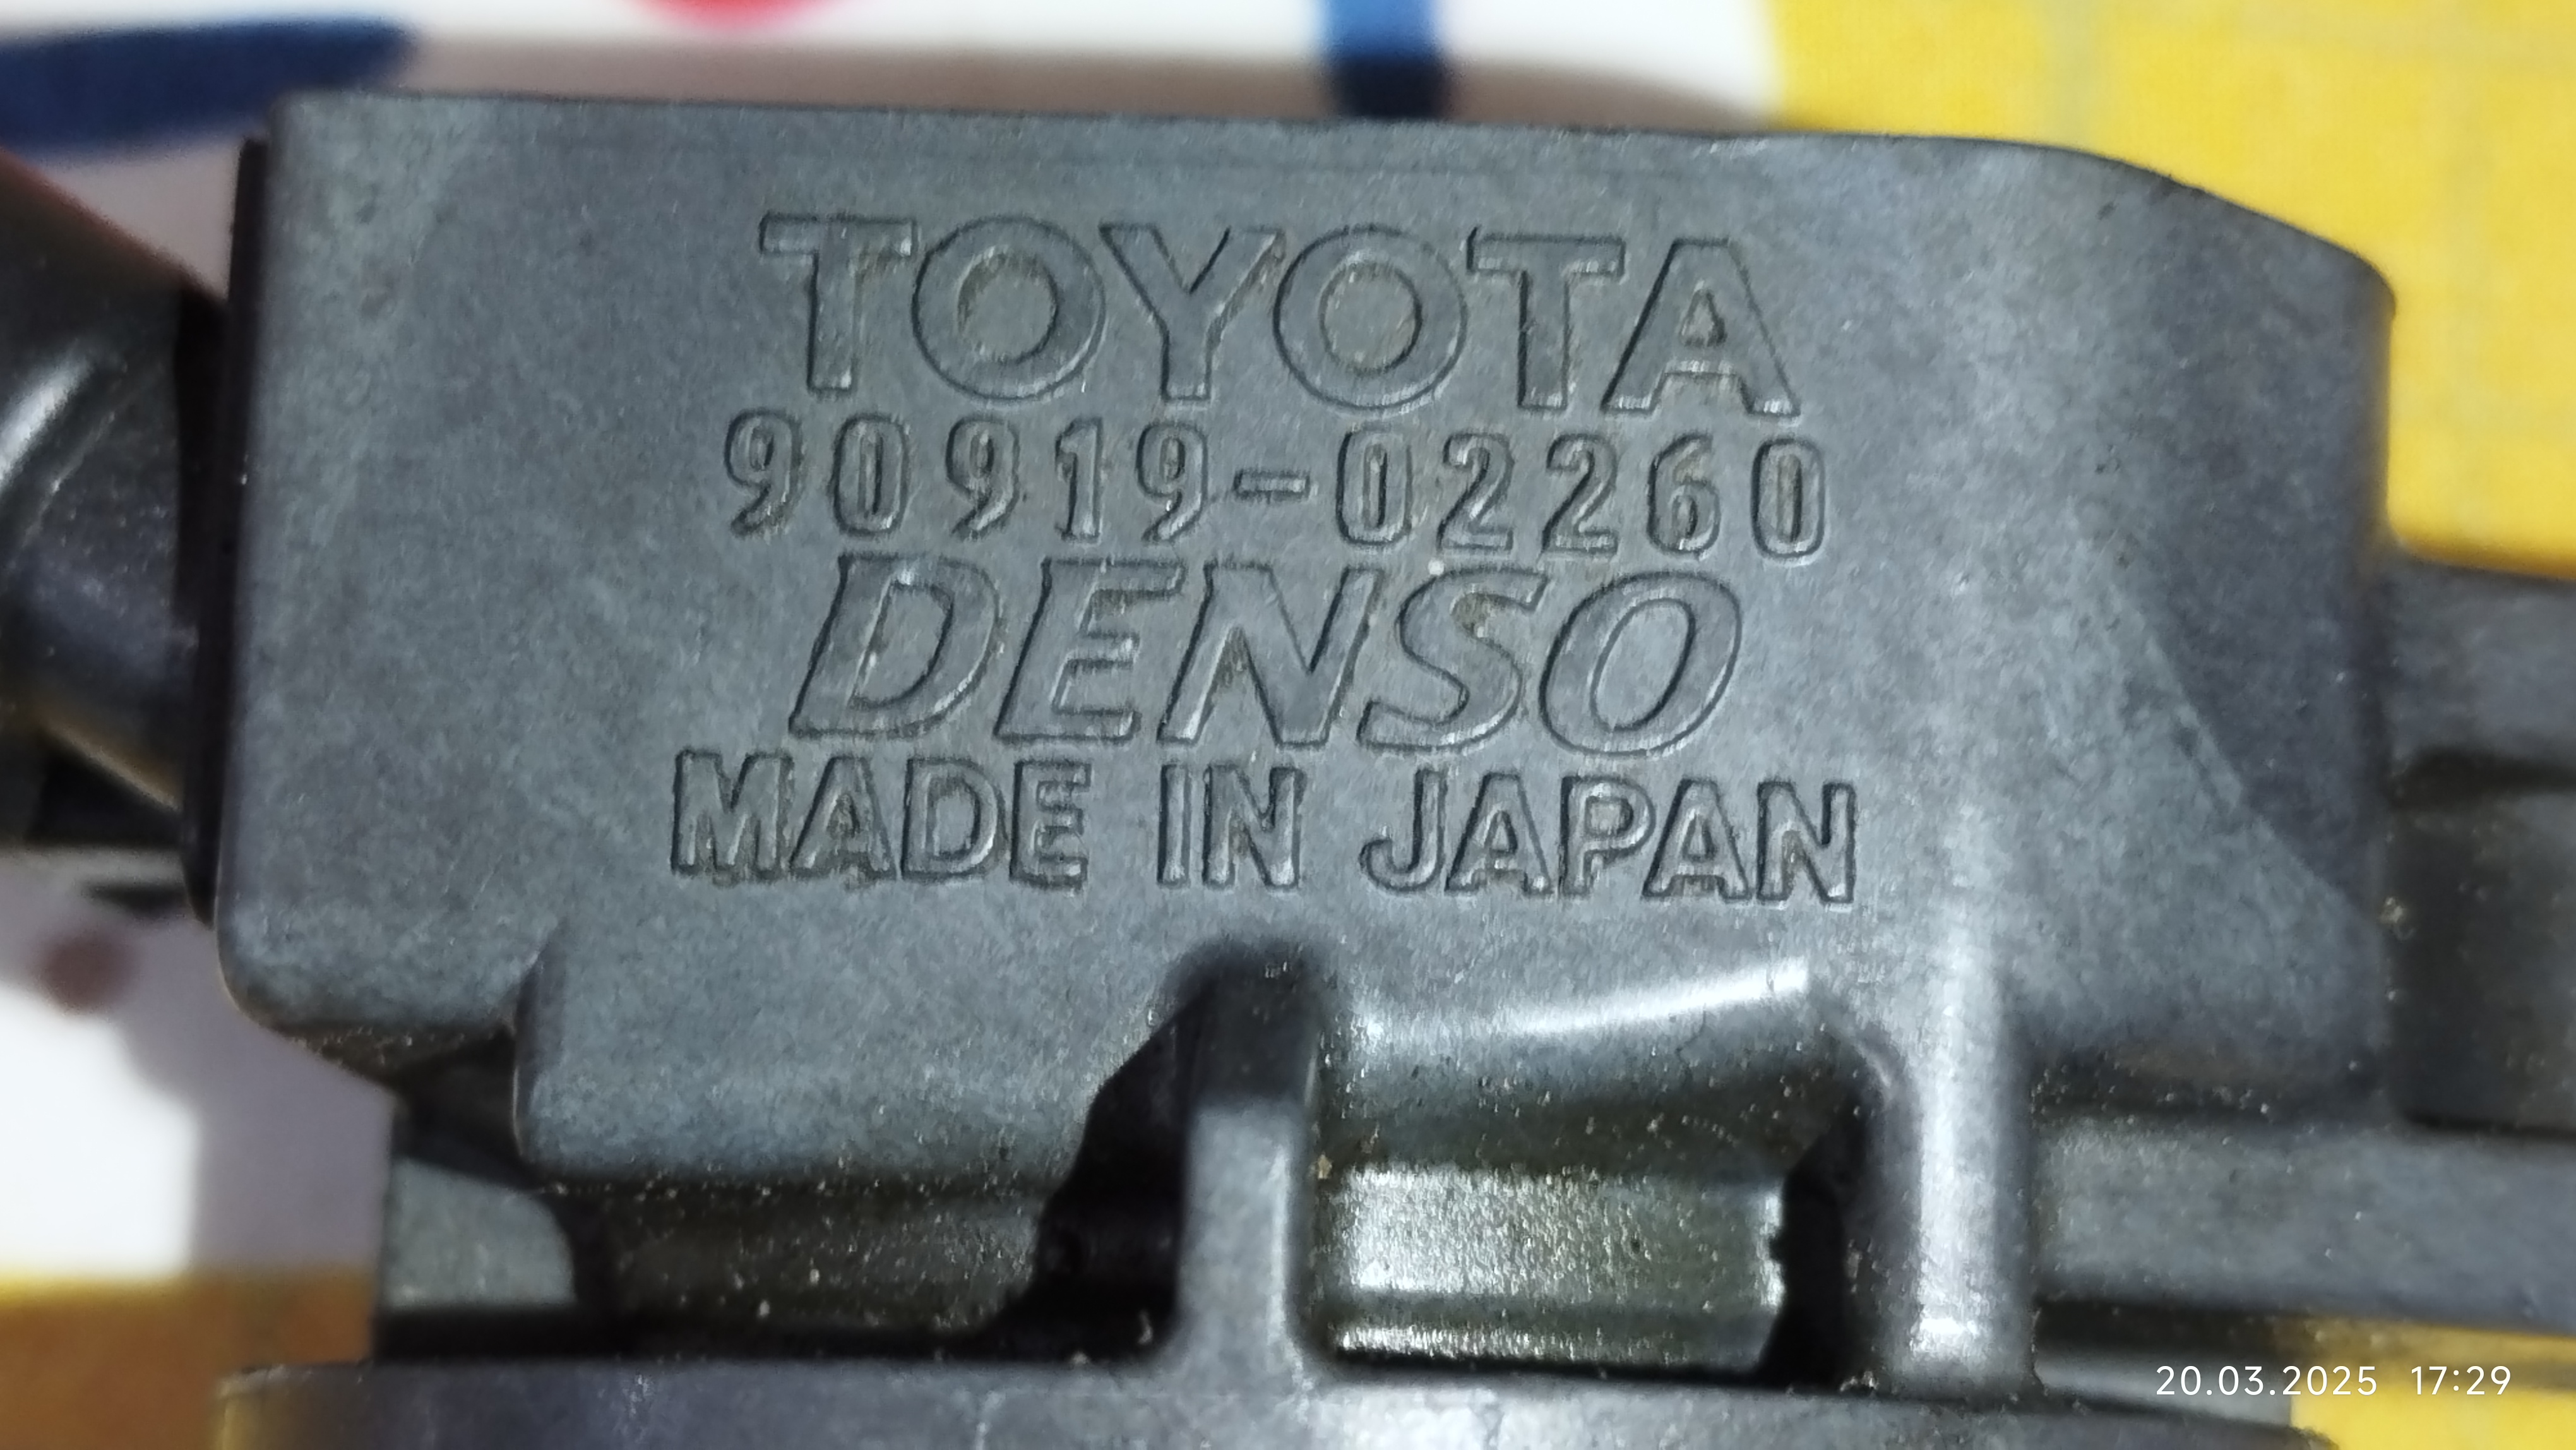 TOYOTA
90919-02260
DENSO
MADE IN JAPAN
20.03.2025 17:29